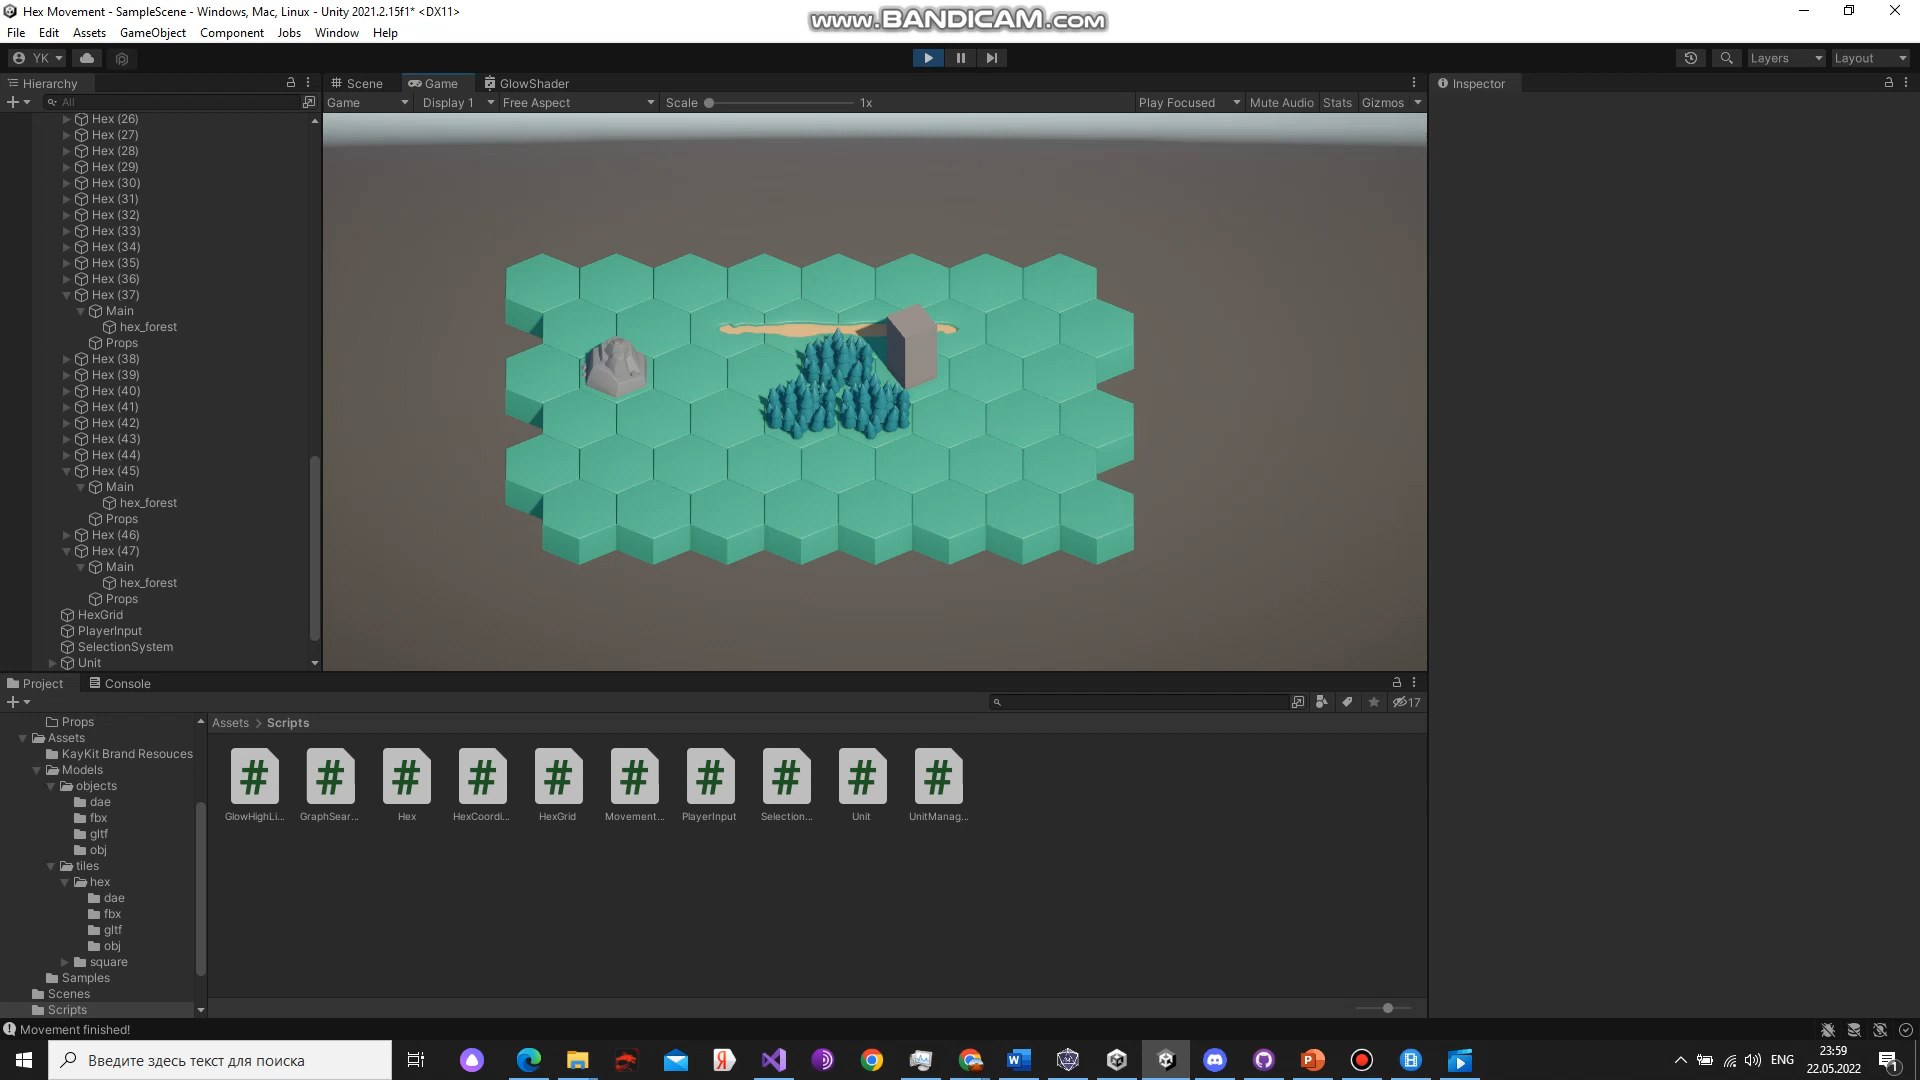 Hex Movement - SampleScene - Windows, Mac, Linux - Unity 2021.2.15f1* <DX11>
www.BANDICAM.com
File Edit Assets GameObject Component Jobs Window Help
YK Layers Layout
Hierarchy Scene Game GlowShader Inspector
All Game Display 1 Free Aspect Scale 1x Play Focused Mute Audio Stats Gizmos
Hex (26)
Hex (27)
Hex (28)
Hex (29)
Hex (30)
Hex (31)
Hex (32)
Hex (33)
Hex (34)
Hex (35)
Hex (36)
Hex (37)
Main
hex_forest
Props
Hex (38)
Hex (39)
Hex (40)
Hex (41)
Hex (42)
Hex (43)
Hex (44)
Hex (45)
Main
hex_forest
Props
Hex (46)
Hex (47)
Main
hex_forest
Props
HexGrid
PlayerInput
SelectionSystem
Unit
Project Console
17
Props
Assets
KayKit Brand Resouces
Models
objects
dae
fbx
gltf
obj
tiles
hex
dae
fbx
gltf
obj
square
Samples
Scenes
Scripts
Assets > Scripts
GlowHighLi... GraphSear... Hex HexCoordi... HexGrid Movement... PlayerInput Selection... Unit UnitManag...
Movement finished!
Введите здесь текст для поиска
ENG
23:59
22.05.2022
1